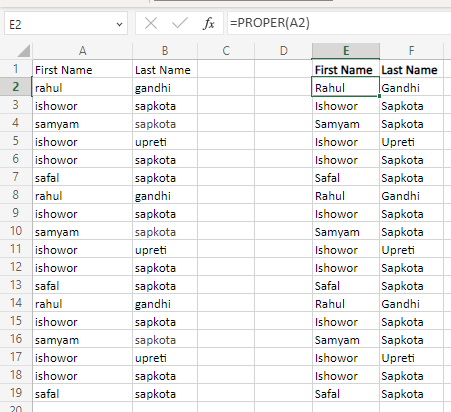 E2 fx =PROPER(A2)
A B C D E F
1 First Name Last Name First Name Last Name
2 rahul gandhi Rahul Gandhi
3 ishowor sapkota Ishowor Sapkota
4 samyam sapkota Samyam Sapkota
5 ishowor upreti Ishowor Upreti
6 ishowor sapkota Ishowor Sapkota
7 safal sapkota Safal Sapkota
8 rahul gandhi Rahul Gandhi
9 ishowor sapkota Ishowor Sapkota
10 samyam sapkota Samyam Sapkota
11 ishowor upreti Ishowor Upreti
12 ishowor sapkota Ishowor Sapkota
13 safal sapkota Safal Sapkota
14 rahul gandhi Rahul Gandhi
15 ishowor sapkota Ishowor Sapkota
16 samyam sapkota Samyam Sapkota
17 ishowor upreti Ishowor Upreti
18 ishowor sapkota Ishowor Sapkota
19 safal sapkota Safal Sapkota
20